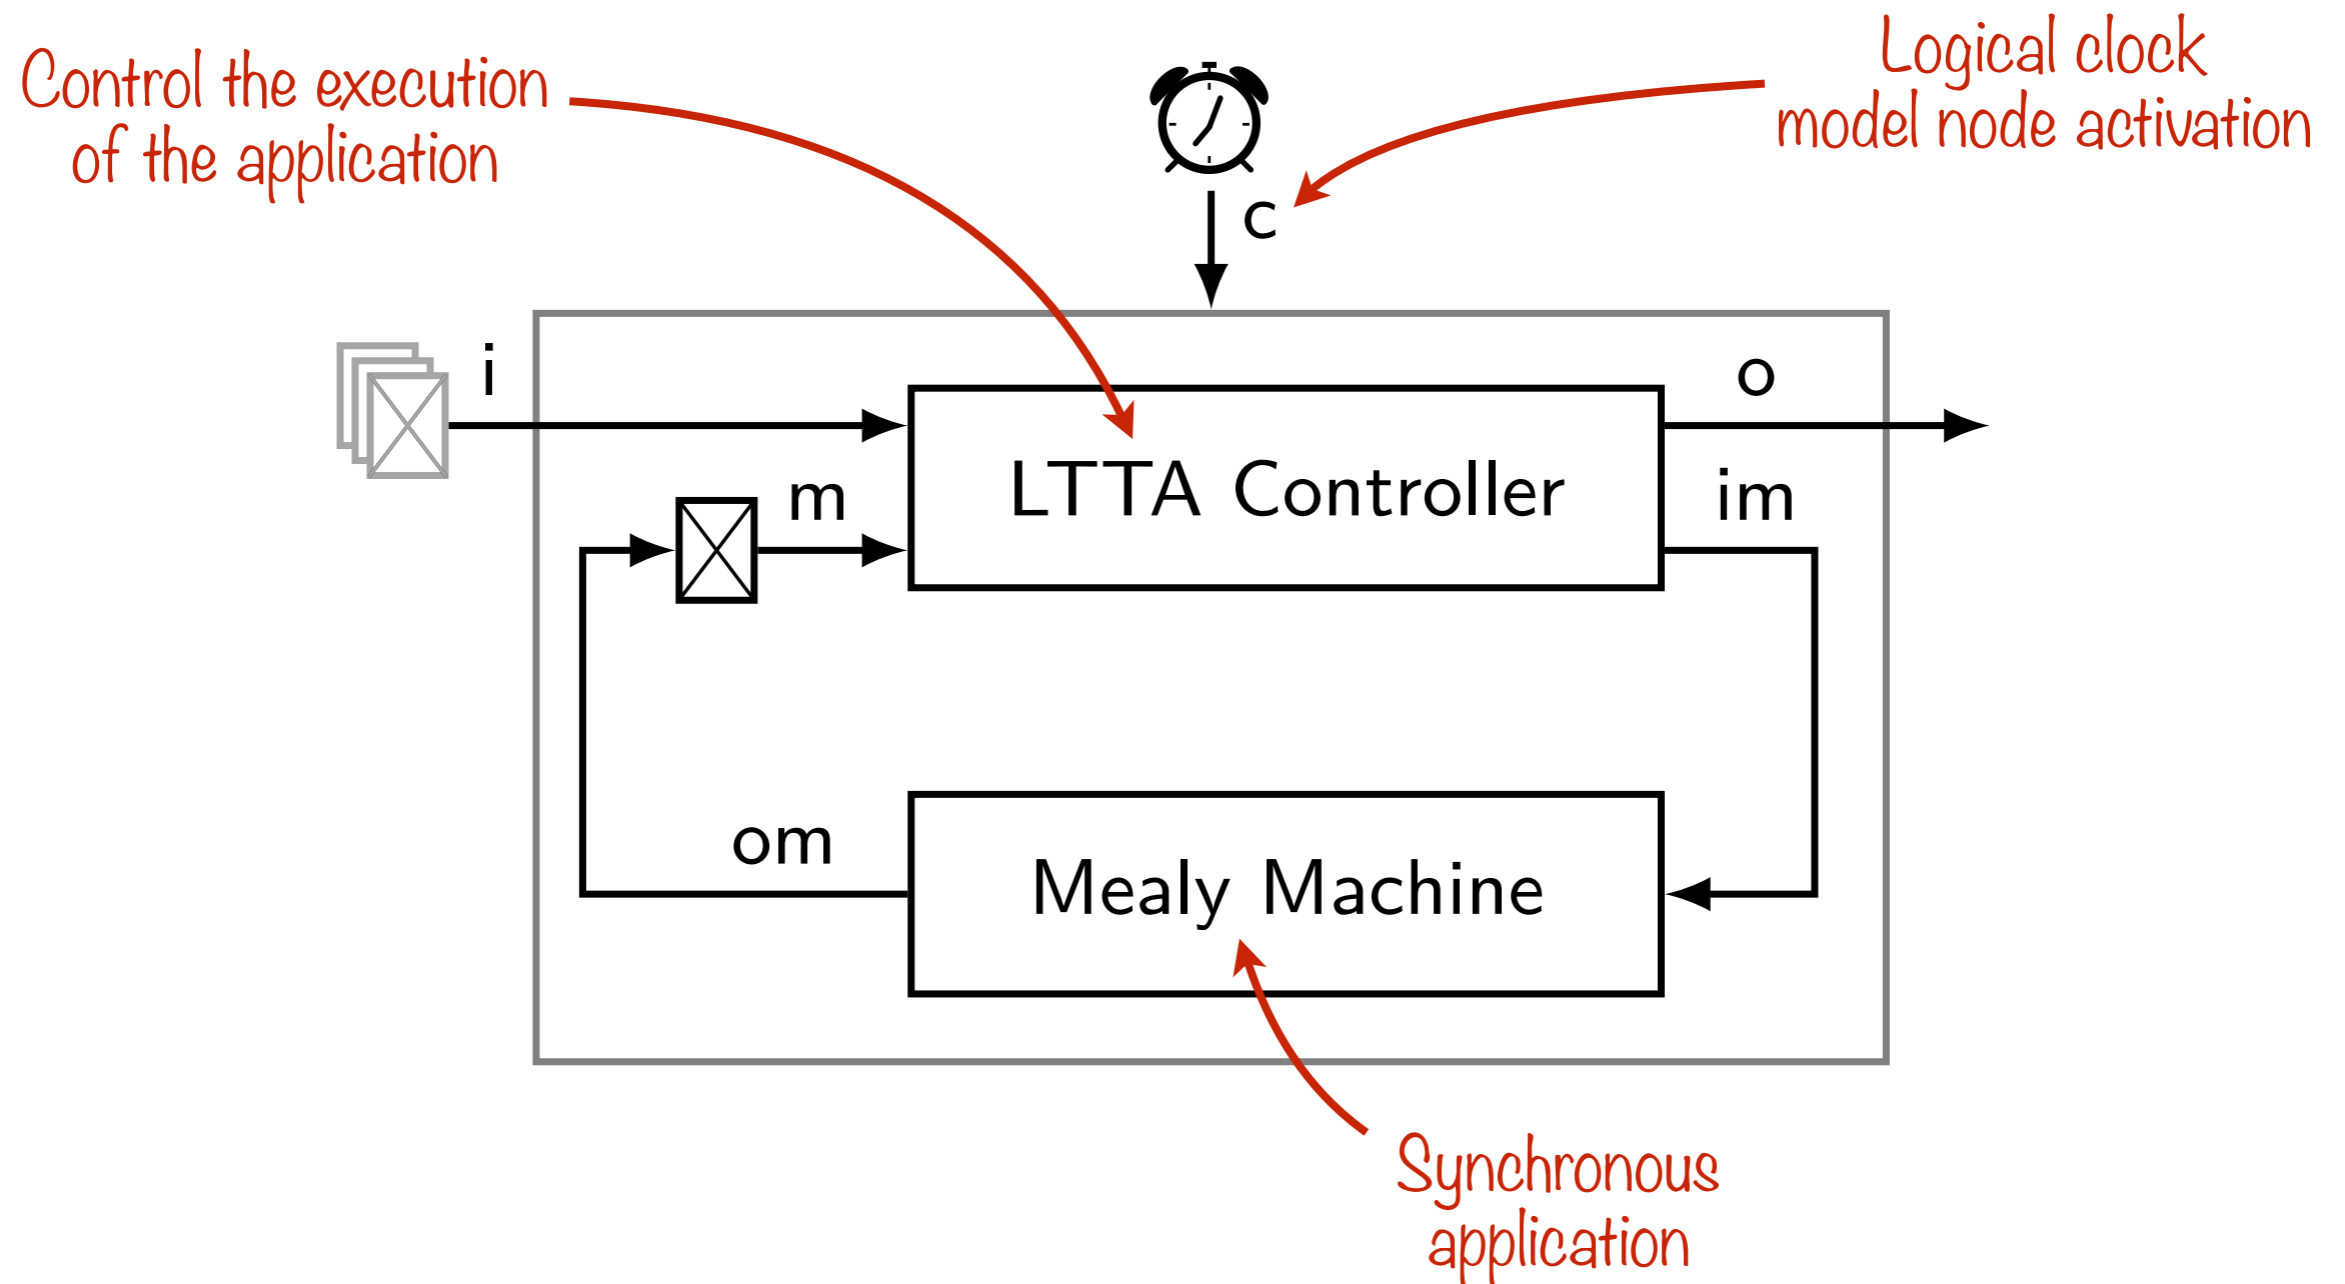 Control the execution
of the application
Logical clock
model node activation
c
i
o
m
LTTA Controller
im
om
Mealy Machine
Synchronous
application